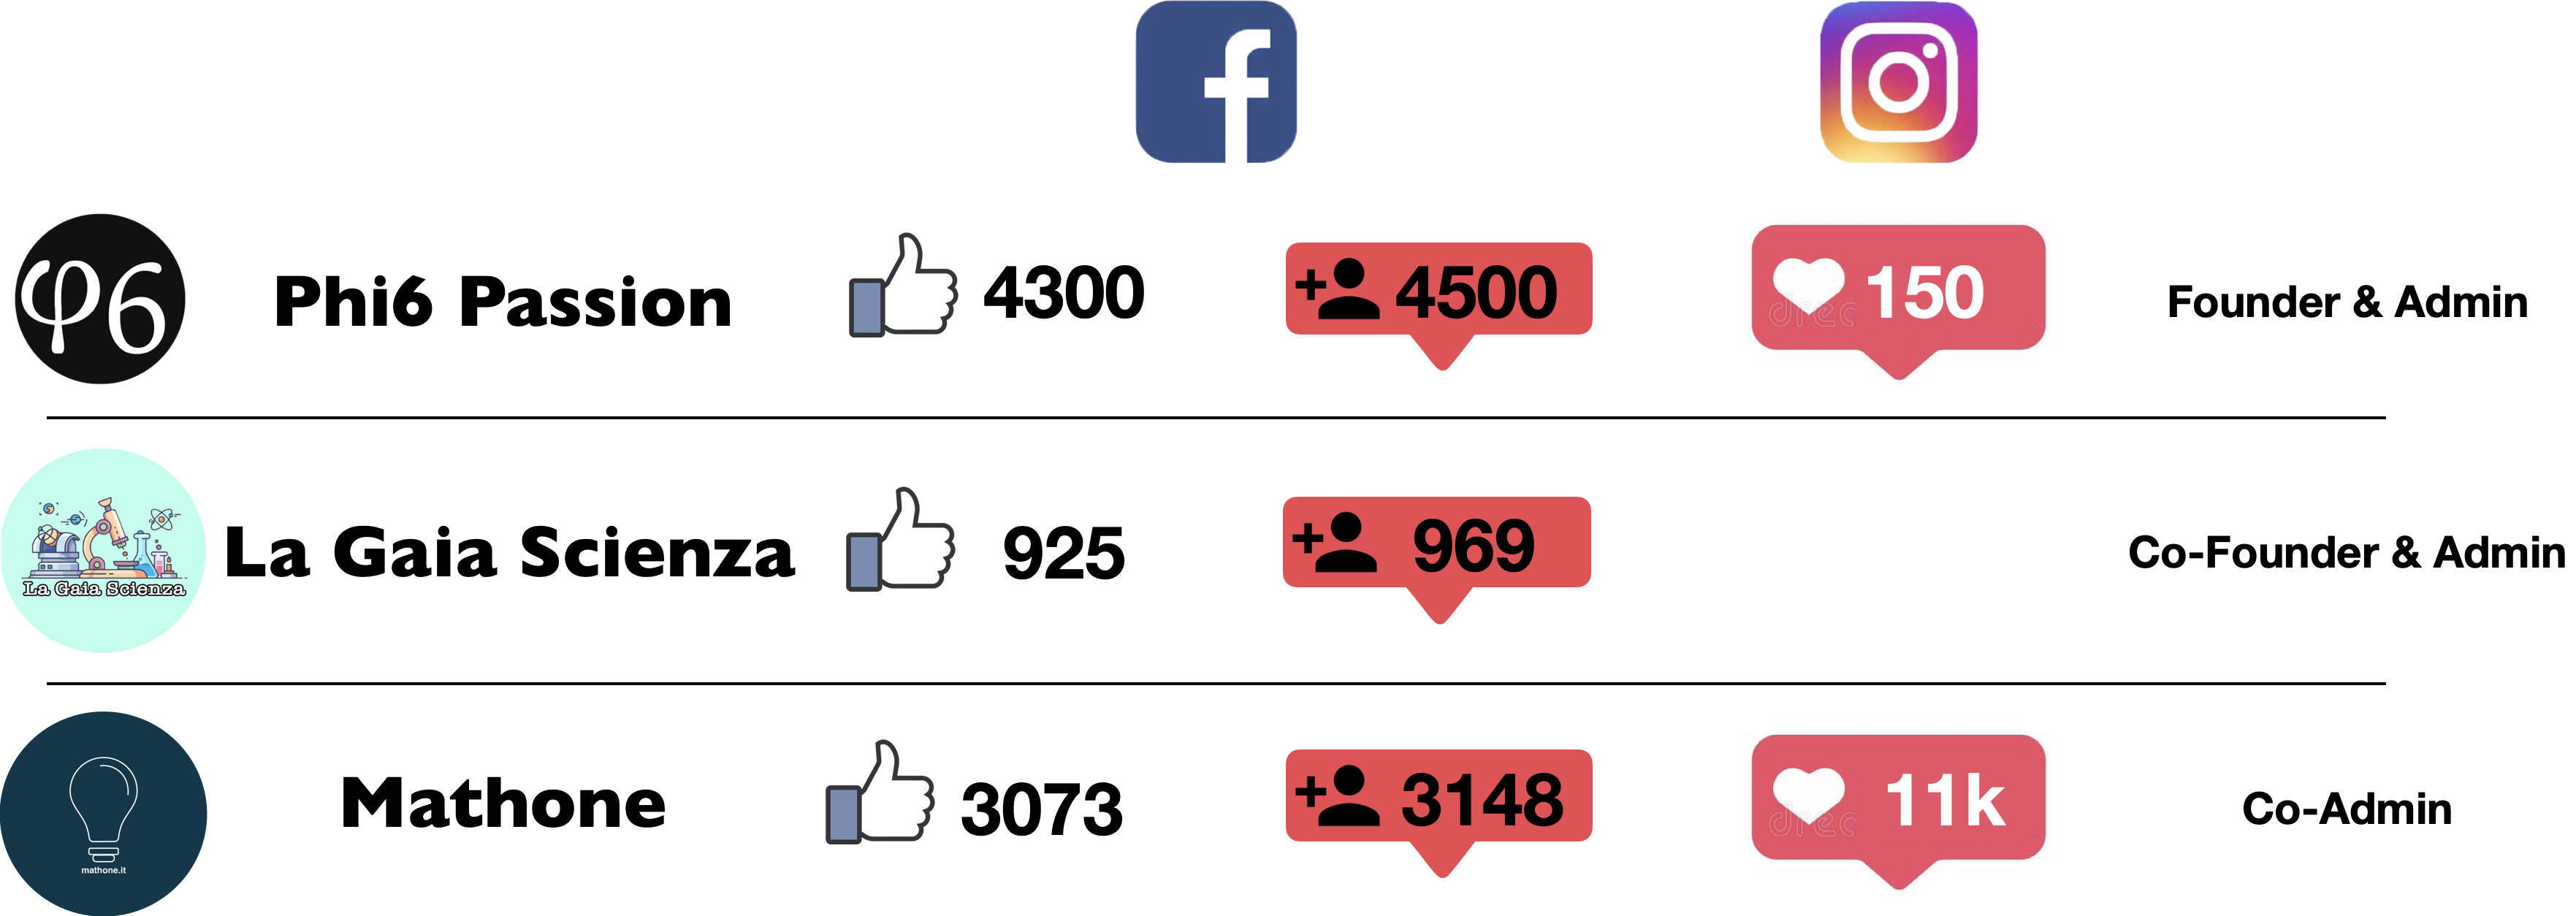 f
φ6 Phi6 Passion 4300 + 4500 150 Founder & Admin
La Gaia Scienza La Gaia Scienza 925 + 969 Co-Founder & Admin
mathone.it Mathone 3073 + 3148 11k Co-Admin